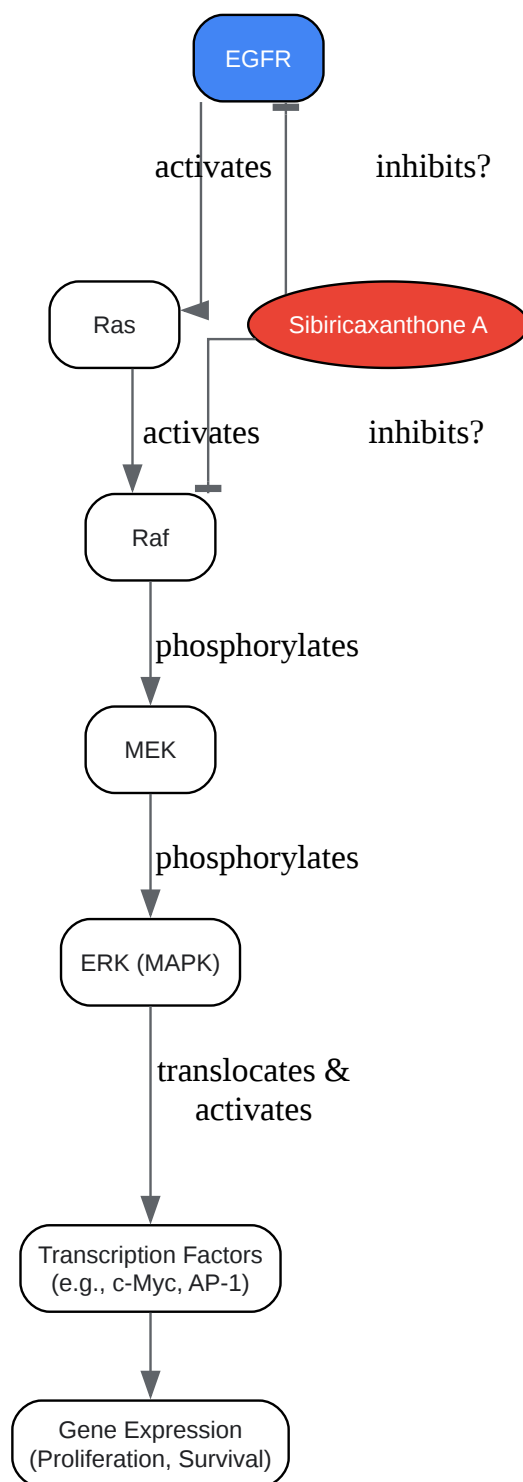 EGFR
activates
inhibits?
Ras
Sibiricaxanthone A
activates
inhibits?
Raf
phosphorylates
MEK
phosphorylates
ERK (MAPK)
translocates &
activates
Transcription Factors
(e.g., c-Myc, AP-1)
Gene Expression
(Proliferation, Survival)